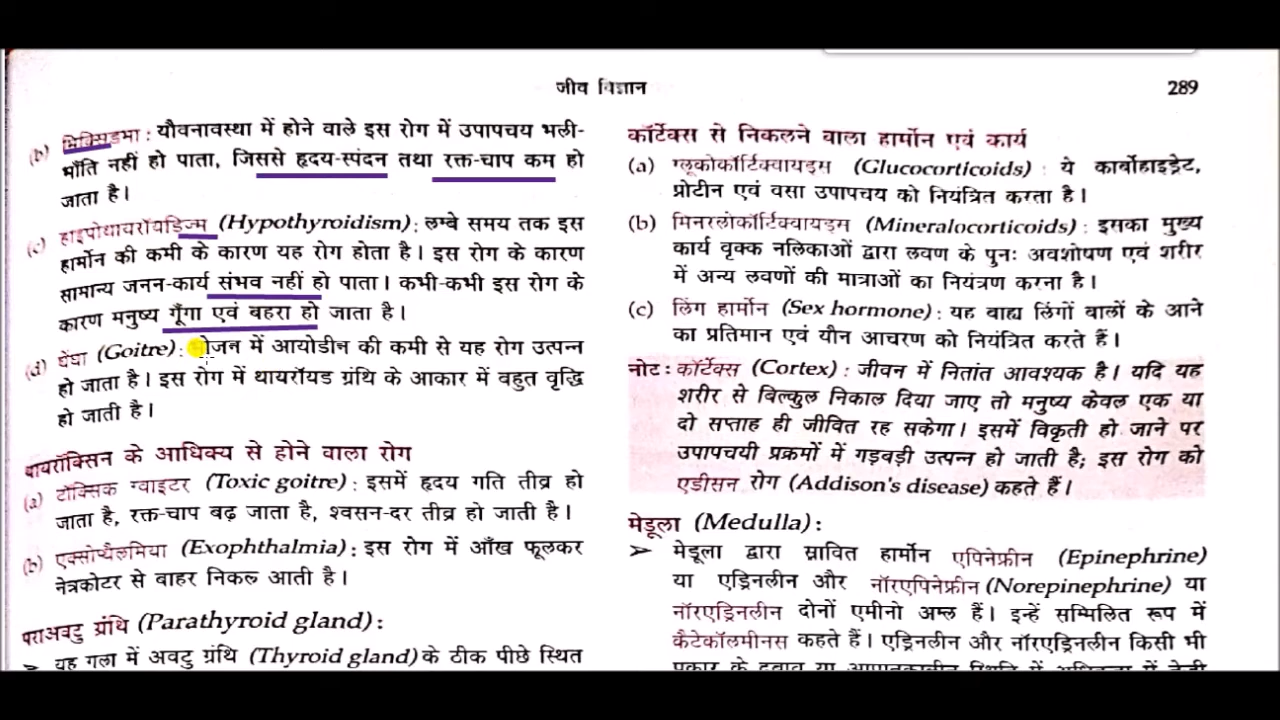 जीव विज्ञान
289
(b) मिक्सिडमा : यौवनावस्था में होने वाले इस रोग में उपापचय भली-
भाँति नहीं हो पाता, जिससे हृदय-स्पंदन तथा रक्त-चाप कम हो
जाता है।
(c) हाइपोथायरॉयडिज्म (Hypothyroidism) : लम्बे समय तक इस
हार्मोन की कमी के कारण यह रोग होता है। इस रोग के कारण
सामान्य जनन-कार्य संभव नहीं हो पाता। कभी-कभी इस रोग के
कारण मनुष्य गूँगा एवं बहरा हो जाता है।
(d) घेंघा (Goitre) : भोजन में आयोडीन की कमी से यह रोग उत्पन्न
हो जाता है। इस रोग में थायरॉयड ग्रंथि के आकार में बहुत वृद्धि
हो जाती है।
थायरॉक्सिन के आधिक्य से होने वाला रोग
(a) टॉक्सिक ग्वाइटर (Toxic goitre) : इसमें हृदय गति तीव्र हो
जाता है, रक्त-चाप बढ़ जाता है, श्वसन-दर तीव्र हो जाती है।
(b) एक्सोप्थैलमिया (Exophthalmia) : इस रोग में आँख फूलकर
नेत्रकोटर से बाहर निकल आती है।
पराअवटु ग्रंथि (Parathyroid gland) :
➢ यह गला में अवटु ग्रंथि (Thyroid gland) के ठीक पीछे स्थित
कॉर्टेक्स से निकलने वाला हार्मोन एवं कार्य
(a) ग्लूकोकॉर्टिक्वायड्स (Glucocorticoids) : ये कार्बोहाइड्रेट,
प्रोटीन एवं वसा उपापचय को नियंत्रित करता है।
(b) मिनरलोकॉर्टिक्वायड्स (Mineralocorticoids) : इसका मुख्य
कार्य वृक्क नलिकाओं द्वारा लवण के पुनः अवशोषण एवं शरीर
में अन्य लवणों की मात्राओं का नियंत्रण करना है।
(c) लिंग हार्मोन (Sex hormone) : यह बाह्य लिंगों बालों के आने
का प्रतिमान एवं यौन आचरण को नियंत्रित करते हैं।
नोट : कॉर्टेक्स (Cortex) : जीवन में नितांत आवश्यक है। यदि यह
शरीर से बिल्कुल निकाल दिया जाए तो मनुष्य केवल एक या
दो सप्ताह ही जीवित रह सकेगा। इसमें विकृती हो जाने पर
उपापचयी प्रक्रमों में गड़वड़ी उत्पन्न हो जाती है; इस रोग को
एडीसन रोग (Addison's disease) कहते हैं।
मेडूला (Medulla) :
➢ मेडूला द्वारा स्रावित हार्मोन एपिनेफ्रीन (Epinephrine)
या एड्रिनलीन और नॉरएपिनेफ्रीन (Norepinephrine) या
नॉरएड्रिनलीन दोनों एमीनो अम्ल हैं। इन्हें सम्मिलित रूप में
कैटेकॉलमीनस कहते हैं। एड्रिनलीन और नॉरएड्रिनलीन किसी भी
प्रकार के दबाव या आपातकालीन स्थिति में अधिकता में